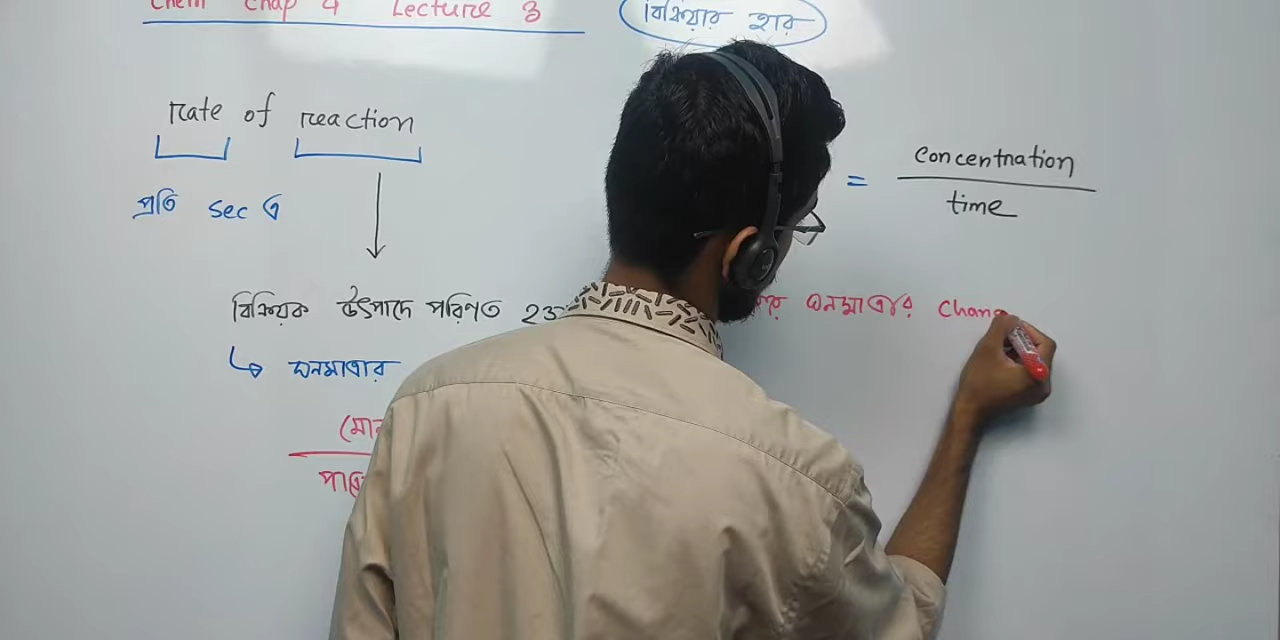 Chem Chap 4 Lecture 3
বিক্রিয়ার হার
rate of reaction
প্রতি sec এ
= concentration
time
বিক্রিয়ক উৎপাদে পরিণত
ঘনমাত্রার chang
↳ ঘনমাত্রার